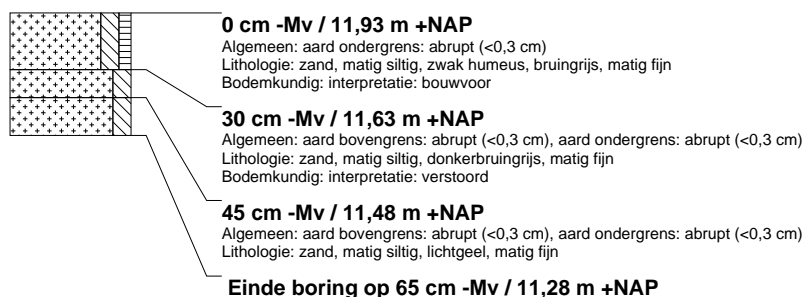 0 cm -Mv / 11,93 m +NAP
Algemeen: aard ondergrens: abrupt (<0,3 cm)
Lithologie: zand, matig siltig, zwak humeus, bruingrijs, matig fijn
Bodemkundig: interpretatie: bouwvoor
30 cm -Mv / 11,63 m +NAP
Algemeen: aard bovengrens: abrupt (<0,3 cm), aard ondergrens: abrupt (<0,3 cm)
Lithologie: zand, matig siltig, donkerbruingrijs, matig fijn
Bodemkundig: interpretatie: verstoord
45 cm -Mv / 11,48 m +NAP
Algemeen: aard bovengrens: abrupt (<0,3 cm), aard ondergrens: abrupt (<0,3 cm)
Lithologie: zand, matig siltig, lichtgeel, matig fijn
Einde boring op 65 cm -Mv / 11,28 m +NAP